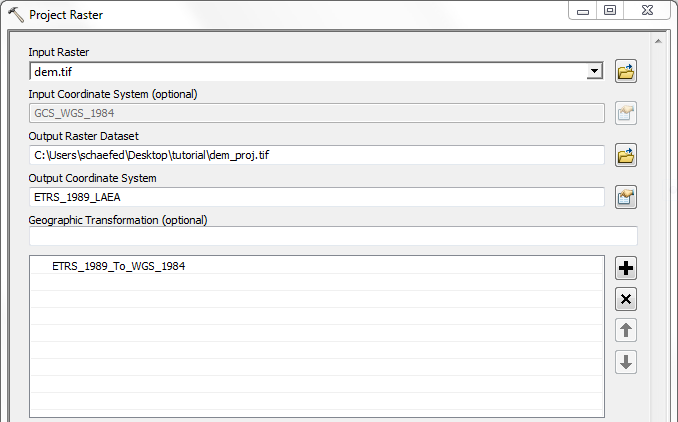 Project Raster
Input Raster
dem.tif
Input Coordinate System (optional)
GCS_WGS_1984
Output Raster Dataset
C:\Users\schaefed\Desktop\tutorial\dem_proj.tif
Output Coordinate System
ETRS_1989_LAEA
Geographic Transformation (optional)
ETRS_1989_To_WGS_1984